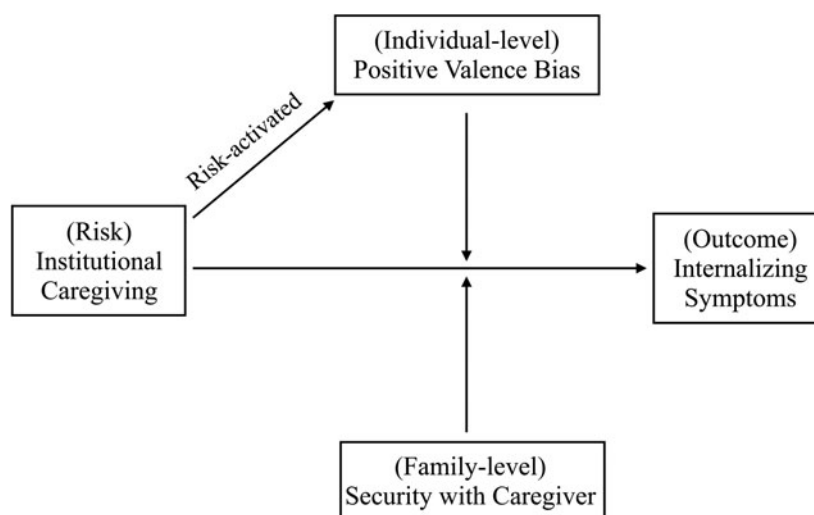 (Individual-level)
Positive Valence Bias
Risk-activated
(Risk)
Institutional
Caregiving
(Outcome)
Internalizing
Symptoms
(Family-level)
Security with Caregiver